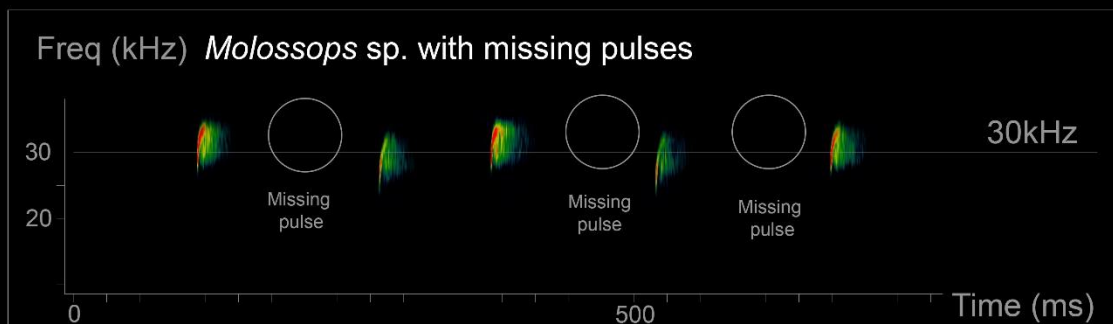 Freq (kHz) Molossops sp. with missing pulses
30kHz
30
Missing
pulse
Missing
pulse
Missing
pulse
20
0
500
Time (ms)